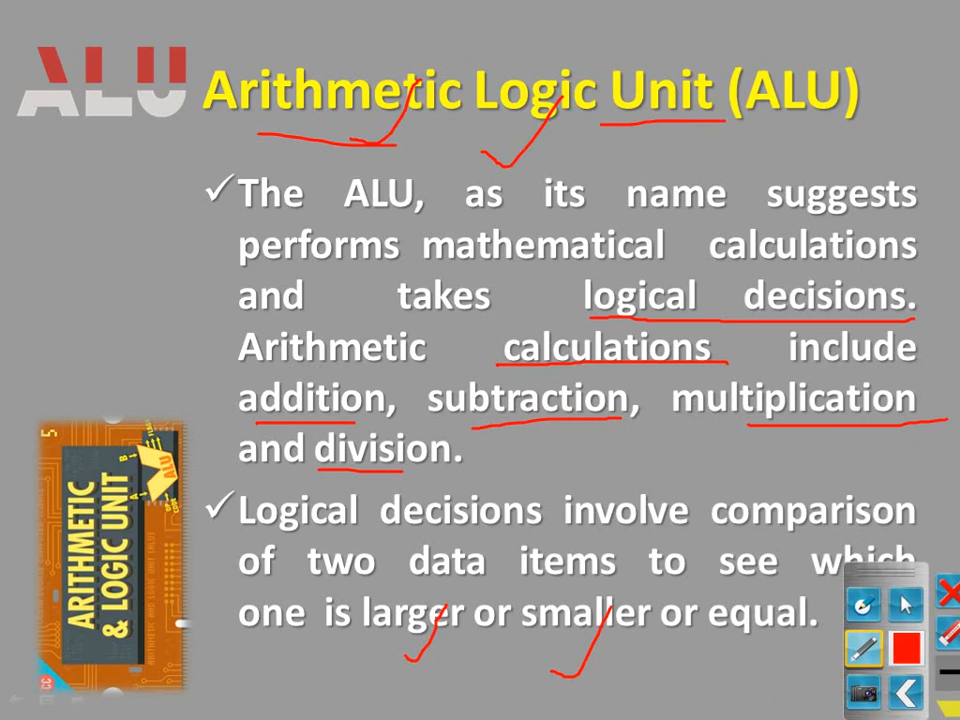 ALU
Arithmetic Logic Unit (ALU)
The ALU, as its name suggests
performs mathematical calculations
and takes logical decisions.
Arithmetic calculations include
addition, subtraction, multiplication
and division.
Logical decisions involve comparison
of two data items to see which
one is larger or smaller or equal.
ARITHMETIC
& LOGIC UNIT
ALU
A
B
5
CC